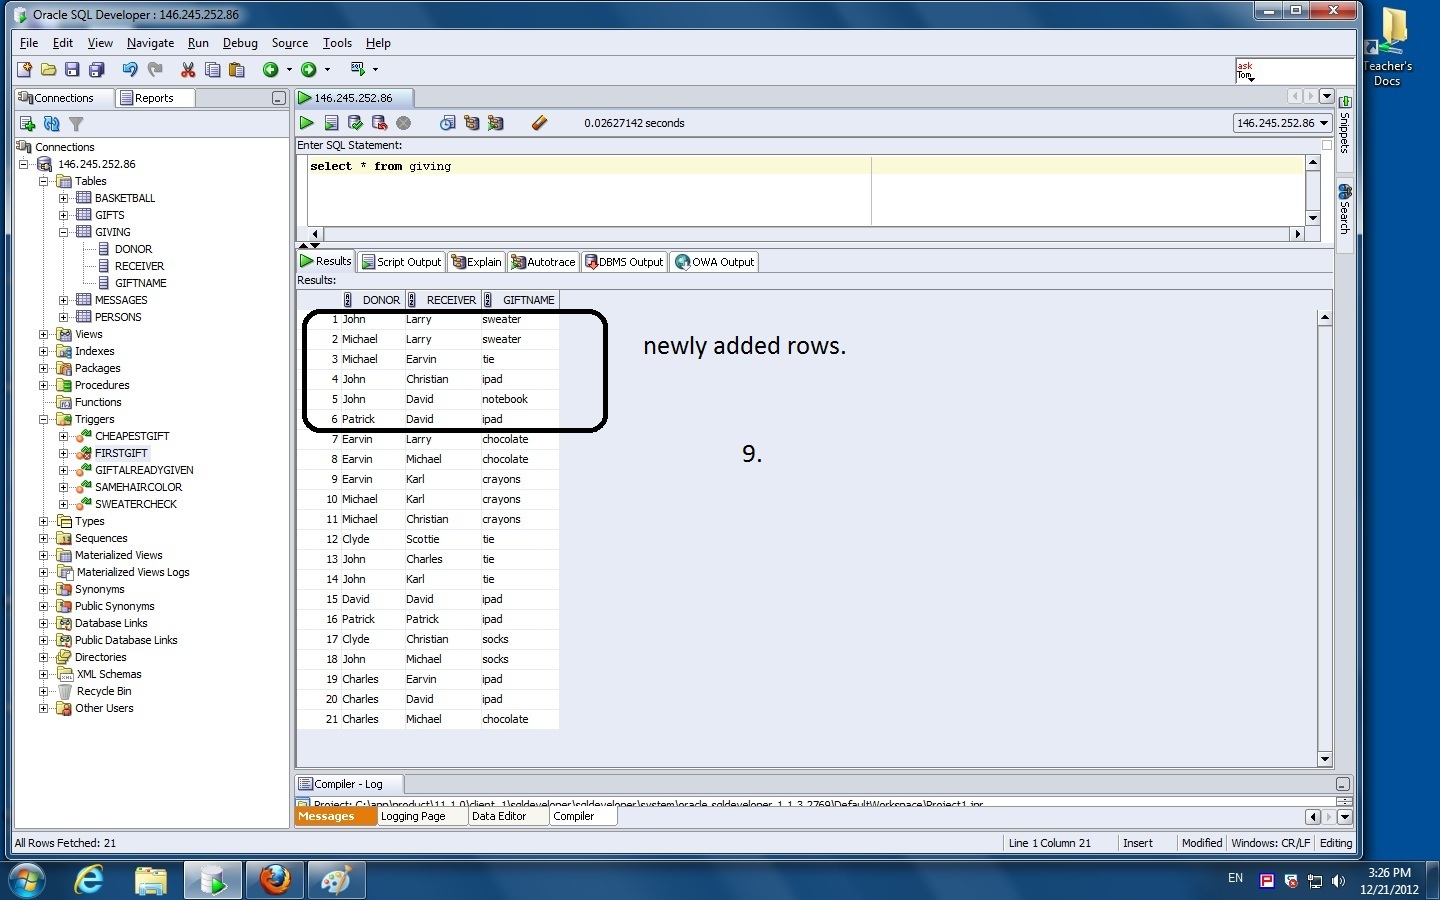 Oracle SQL Developer : 146.245.252.86
File Edit View Navigate Run Debug Source Tools Help
ask
Tom
Teacher's
Docs
Connections Reports
146.245.252.86
0.02627142 seconds
146.245.252.86
Snippets
Search
Enter SQL Statement:
select * from giving
Connections
146.245.252.86
Tables
BASKETBALL
GIFTS
GIVING
DONOR
RECEIVER
GIFTNAME
MESSAGES
PERSONS
Views
Indexes
Packages
Procedures
Functions
Triggers
CHEAPESTGIFT
FIRSTGIFT
GIFTALREADYGIVEN
SAMEHAIRCOLOR
SWEATERCHECK
Types
Sequences
Materialized Views
Materialized Views Logs
Synonyms
Public Synonyms
Database Links
Public Database Links
Directories
XML Schemas
Recycle Bin
Other Users
Results Script Output Explain Autotrace DBMS Output OWA Output
Results:
DONOR RECEIVER GIFTNAME
1 John Larry sweater
2 Michael Larry sweater
3 Michael Earvin tie
4 John Christian ipad
5 John David notebook
6 Patrick David ipad
7 Earvin Larry chocolate
8 Earvin Michael chocolate
9 Earvin Karl crayons
10 Michael Karl crayons
11 Michael Christian crayons
12 Clyde Scottie tie
13 John Charles tie
14 John Karl tie
15 David David ipad
16 Patrick Patrick ipad
17 Clyde Christian socks
18 John Michael socks
19 Charles Earvin ipad
20 Charles David ipad
21 Charles Michael chocolate
newly added rows.
9.
Compiler - Log
Project: C:\app\product\11.1.0\client_1\sqldeveloper\sqldeveloper\system\oracle.sqldeveloper.1.1.3.2769\DefaultWorkspace\Project1.jpr
Messages Logging Page Data Editor Compiler
All Rows Fetched: 21
Line 1 Column 21 Insert Modified Windows: CR/LF Editing
EN
3:26 PM
12/21/2012